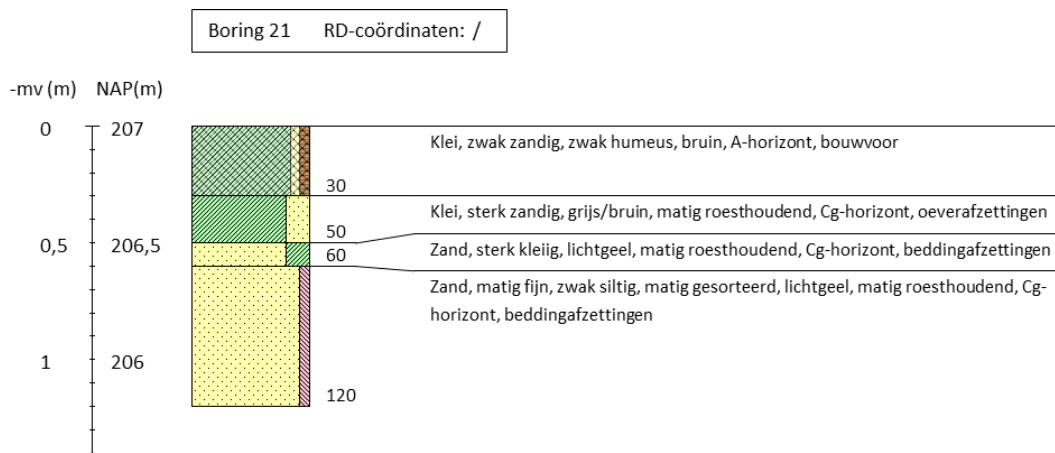 Boring 21 RD-coördinaten: /
-mv (m) NAP(m)
0 207
Klei, zwak zandig, zwak humeus, bruin, A-horizont, bouwvoor
30
Klei, sterk zandig, grijs/bruin, matig roesthoudend, Cg-horizont, oeverafzettingen
50
0,5 206,5
Zand, sterk kleiig, lichtgeel, matig roesthoudend, Cg-horizont, beddingafzettingen
60
Zand, matig fijn, zwak siltig, matig gesorteerd, lichtgeel, matig roesthoudend, Cg-
horizont, beddingafzettingen
1 206
120